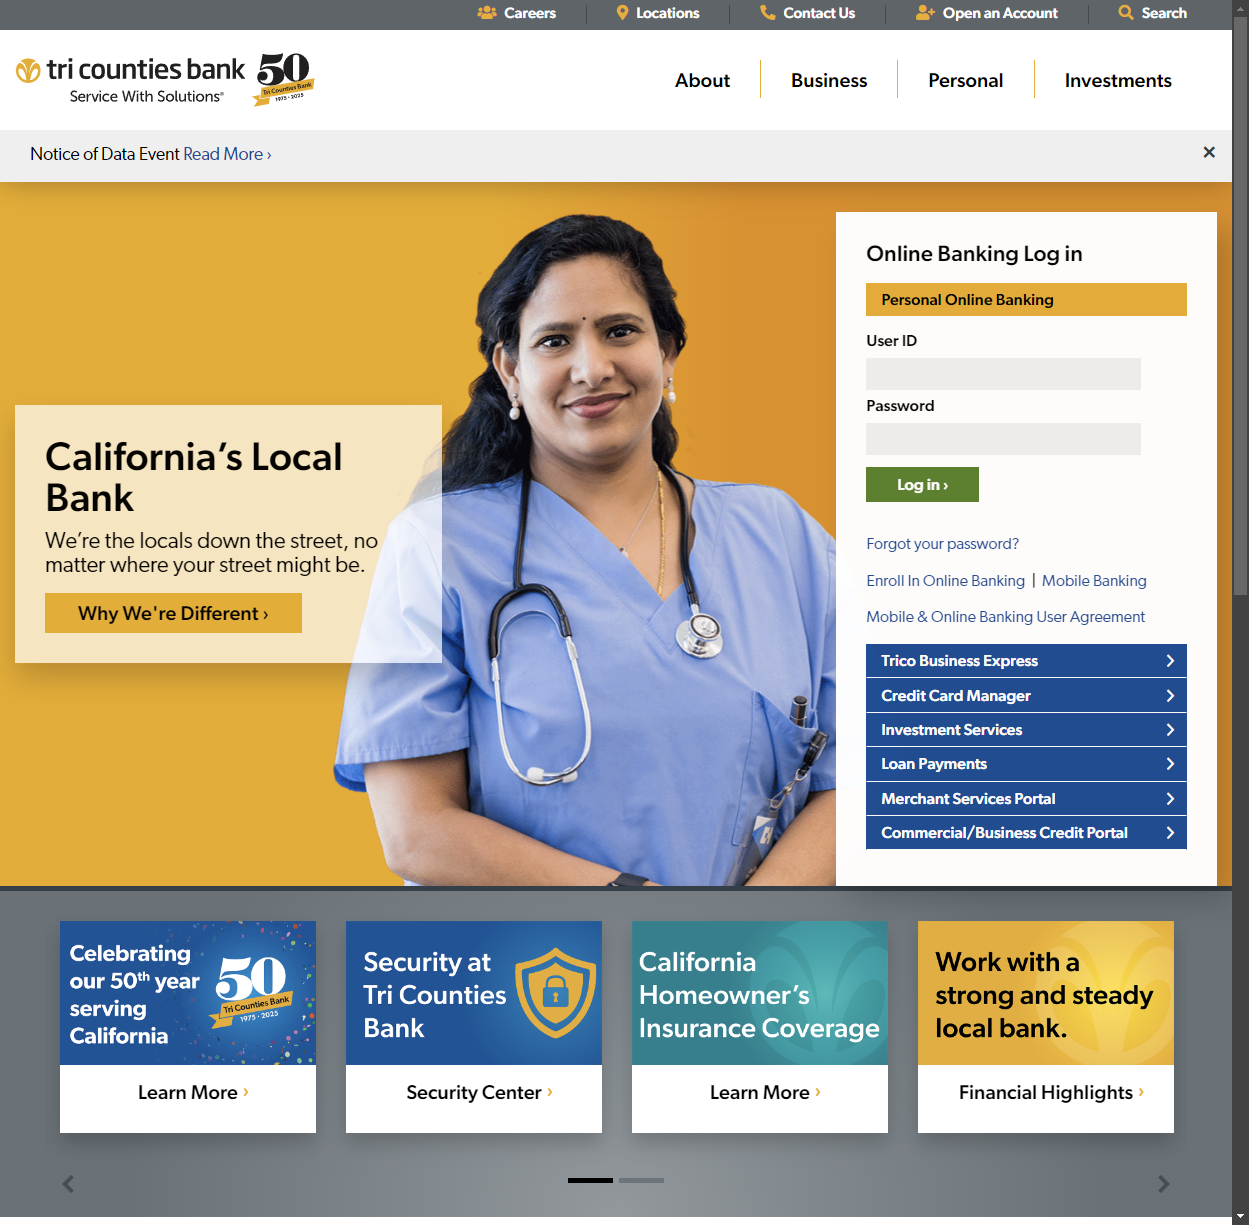 Careers
Locations
Contact Us
Open an Account
Search
tri counties bank
Service With Solutions®
50
Tri Counties Bank
1975 • 2025
About
Business
Personal
Investments
Notice of Data Event Read More ›
×
Online Banking Log in
Personal Online Banking
User ID
Password
Log in ›
Forgot your password?
Enroll In Online Banking | Mobile Banking
Mobile & Online Banking User Agreement
Trico Business Express
Credit Card Manager
Investment Services
Loan Payments
Merchant Services Portal
Commercial/Business Credit Portal
California’s Local
Bank
We’re the locals down the street, no
matter where your street might be.
Why We're Different ›
Celebrating
our 50th year
serving
California
50
Tri Counties Bank
1975 • 2025
Learn More ›
Security at
Tri Counties
Bank
Security Center ›
California
Homeowner’s
Insurance Coverage
Learn More ›
Work with a
strong and steady
local bank.
Financial Highlights ›